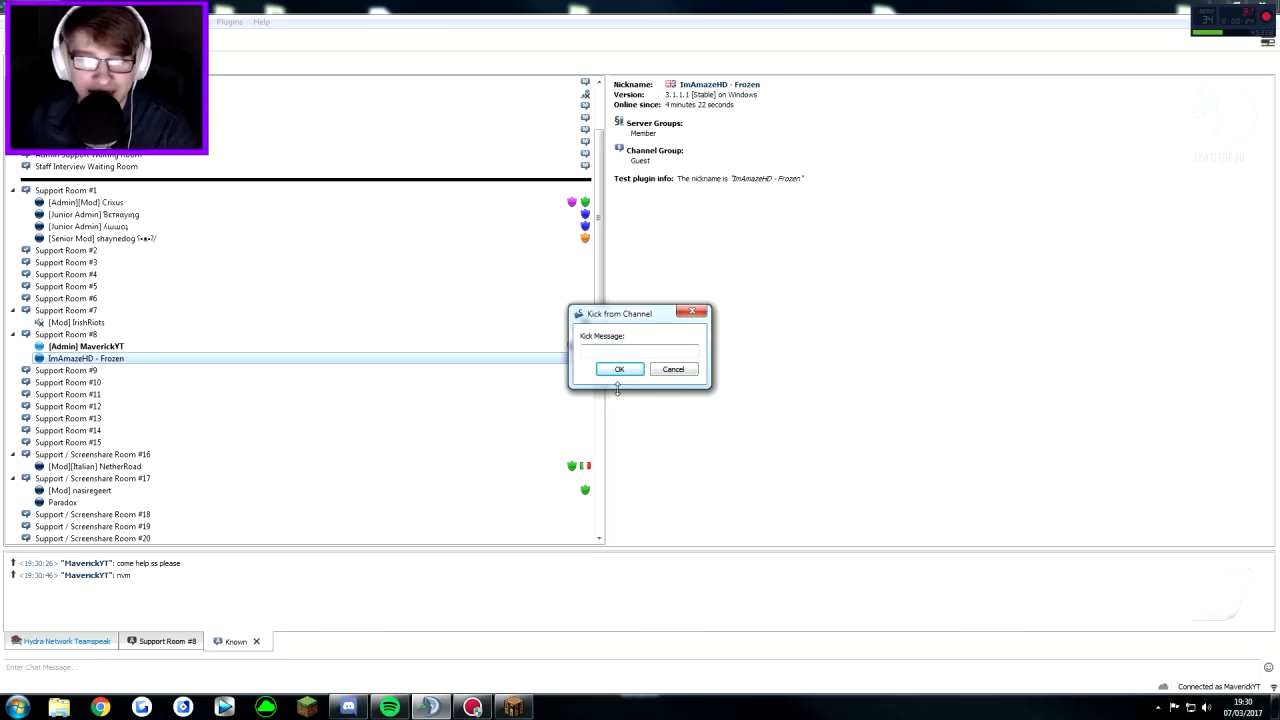 Plugins Help
Admin Support Waiting Room
Staff Interview Waiting Room
Support Room #1
[Admin][Mod] Crixus
[Junior Admin] Ɓєтяαყıηg
[Senior Mod] shaynedog
Support Room #2
Support Room #3
Support Room #4
Support Room #5
Support Room #6
Support Room #7
[Mod] IrishRiots
Support Room #8
[Admin] MaverickYT
ImAmazeHD - Frozen
Support Room #9
Support Room #10
Support Room #11
Support Room #12
Support Room #13
Support Room #14
Support Room #15
Support / Screenshare Room #16
[Mod][Italian] NetherRoad
Support / Screenshare Room #17
[Mod] nasiregeert
Paradox
Support / Screenshare Room #18
Support / Screenshare Room #19
Support / Screenshare Room #20
Nickname: ImAmazeHD - Frozen
Version: 3.1.1.1 [Stable] on Windows
Online since: 4 minutes 22 seconds
Server Groups:
Member
Channel Group:
Guest
Test plugin info: The nickname is "ImAmazeHD - Frozen"
Kick from Channel
Kick Message:
OK Cancel
<19:30:26> "MaverickYT": come help ss please
<19:30:46> "MaverickYT": nvm
Hydra Network Teamspeak Support Room #8 Known
Enter Chat Message...
Connected as MaverickYT
19:30
07/03/2017